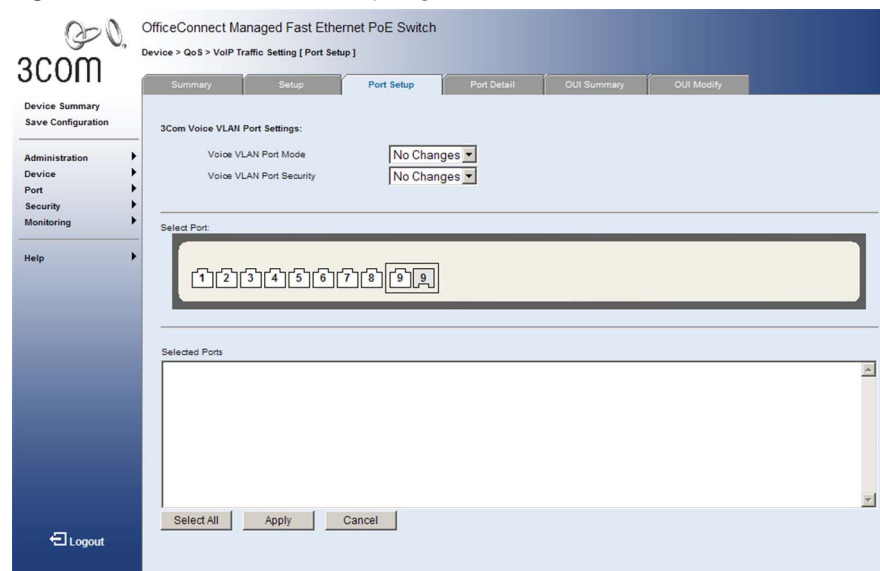 OfficeConnect Managed Fast Ethernet PoE Switch
Device > QoS > VoIP Traffic Setting [ Port Setup ]
3COM
Summary Setup Port Setup Port Detail OUI Summary OUI Modify
Device Summary
Save Configuration
Administration
Device
Port
Security
Monitoring
Help
Logout
3Com Voice VLAN Port Settings:
Voice VLAN Port Mode No Changes
Voice VLAN Port Security No Changes
Select Port:
1 2 3 4 5 6 7 8 9 9
Selected Ports
Select All Apply Cancel